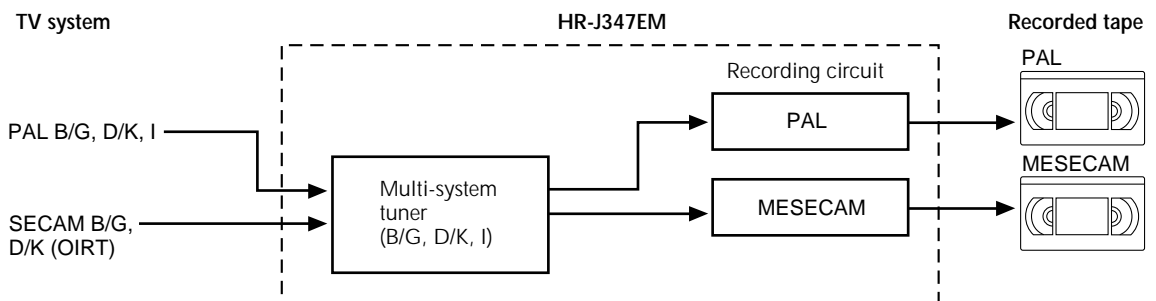 TV system
HR-J347EM
Recorded tape
PAL
Recording circuit
PAL B/G, D/K, I
PAL
MESECAM
Multi-system
tuner
(B/G, D/K, I)
MESECAM
SECAM B/G,
D/K (OIRT)